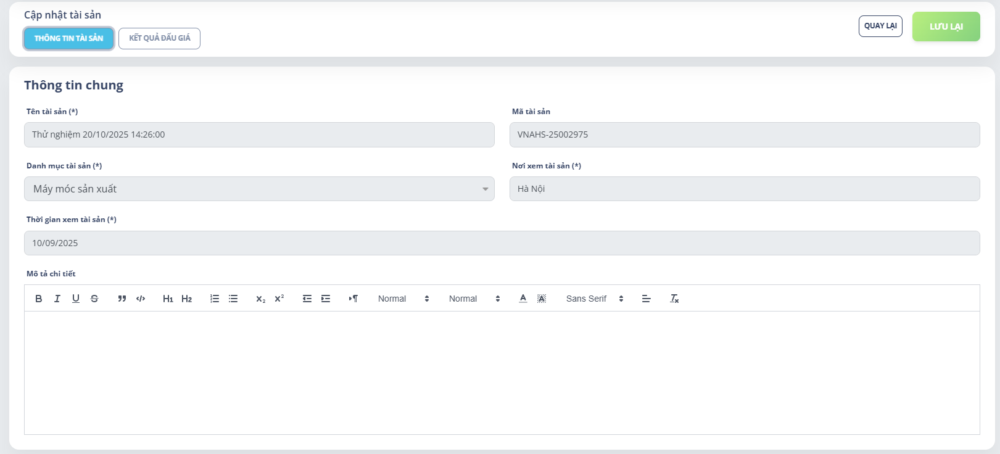 Cập nhật tài sản
THÔNG TIN TÀI SẢN KẾT QUẢ ĐẤU GIÁ QUAY LẠI LƯU LẠI
Thông tin chung
Tên tài sản (*) Mã tài sản
Thử nghiệm 20/10/2025 14:26:00 VNAHS-25002975
Danh mục tài sản (*) Nơi xem tài sản (*)
Máy móc sản xuất Hà Nội
Thời gian xem tài sản (*)
10/09/2025
Mô tả chi tiết
B I U S H1 H2 x₂ x² Normal Normal A A Sans Serif Tx